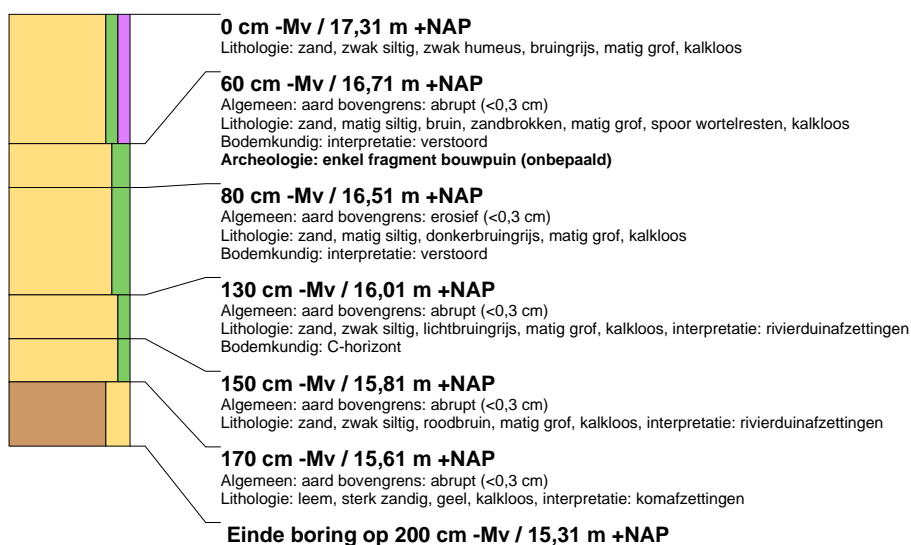 0 cm -Mv / 17,31 m +NAP
Lithologie: zand, zwak siltig, zwak humeus, bruingrijs, matig grof, kalkloos
60 cm -Mv / 16,71 m +NAP
Algemeen: aard bovengrens: abrupt (<0,3 cm)
Lithologie: zand, matig siltig, bruin, zandbrokken, matig grof, spoor wortelresten, kalkloos
Bodemkundig: interpretatie: verstoord
Archeologie: enkel fragment bouwpuin (onbepaald)
80 cm -Mv / 16,51 m +NAP
Algemeen: aard bovengrens: erosief (<0,3 cm)
Lithologie: zand, matig siltig, donkerbruingrijs, matig grof, kalkloos
Bodemkundig: interpretatie: verstoord
130 cm -Mv / 16,01 m +NAP
Algemeen: aard bovengrens: abrupt (<0,3 cm)
Lithologie: zand, zwak siltig, lichtbruingrijs, matig grof, kalkloos, interpretatie: rivierduinafzettingen
Bodemkundig: C-horizont
150 cm -Mv / 15,81 m +NAP
Algemeen: aard bovengrens: abrupt (<0,3 cm)
Lithologie: zand, zwak siltig, roodbruin, matig grof, kalkloos, interpretatie: rivierduinafzettingen
170 cm -Mv / 15,61 m +NAP
Algemeen: aard bovengrens: abrupt (<0,3 cm)
Lithologie: leem, sterk zandig, geel, kalkloos, interpretatie: komafzettingen
Einde boring op 200 cm -Mv / 15,31 m +NAP